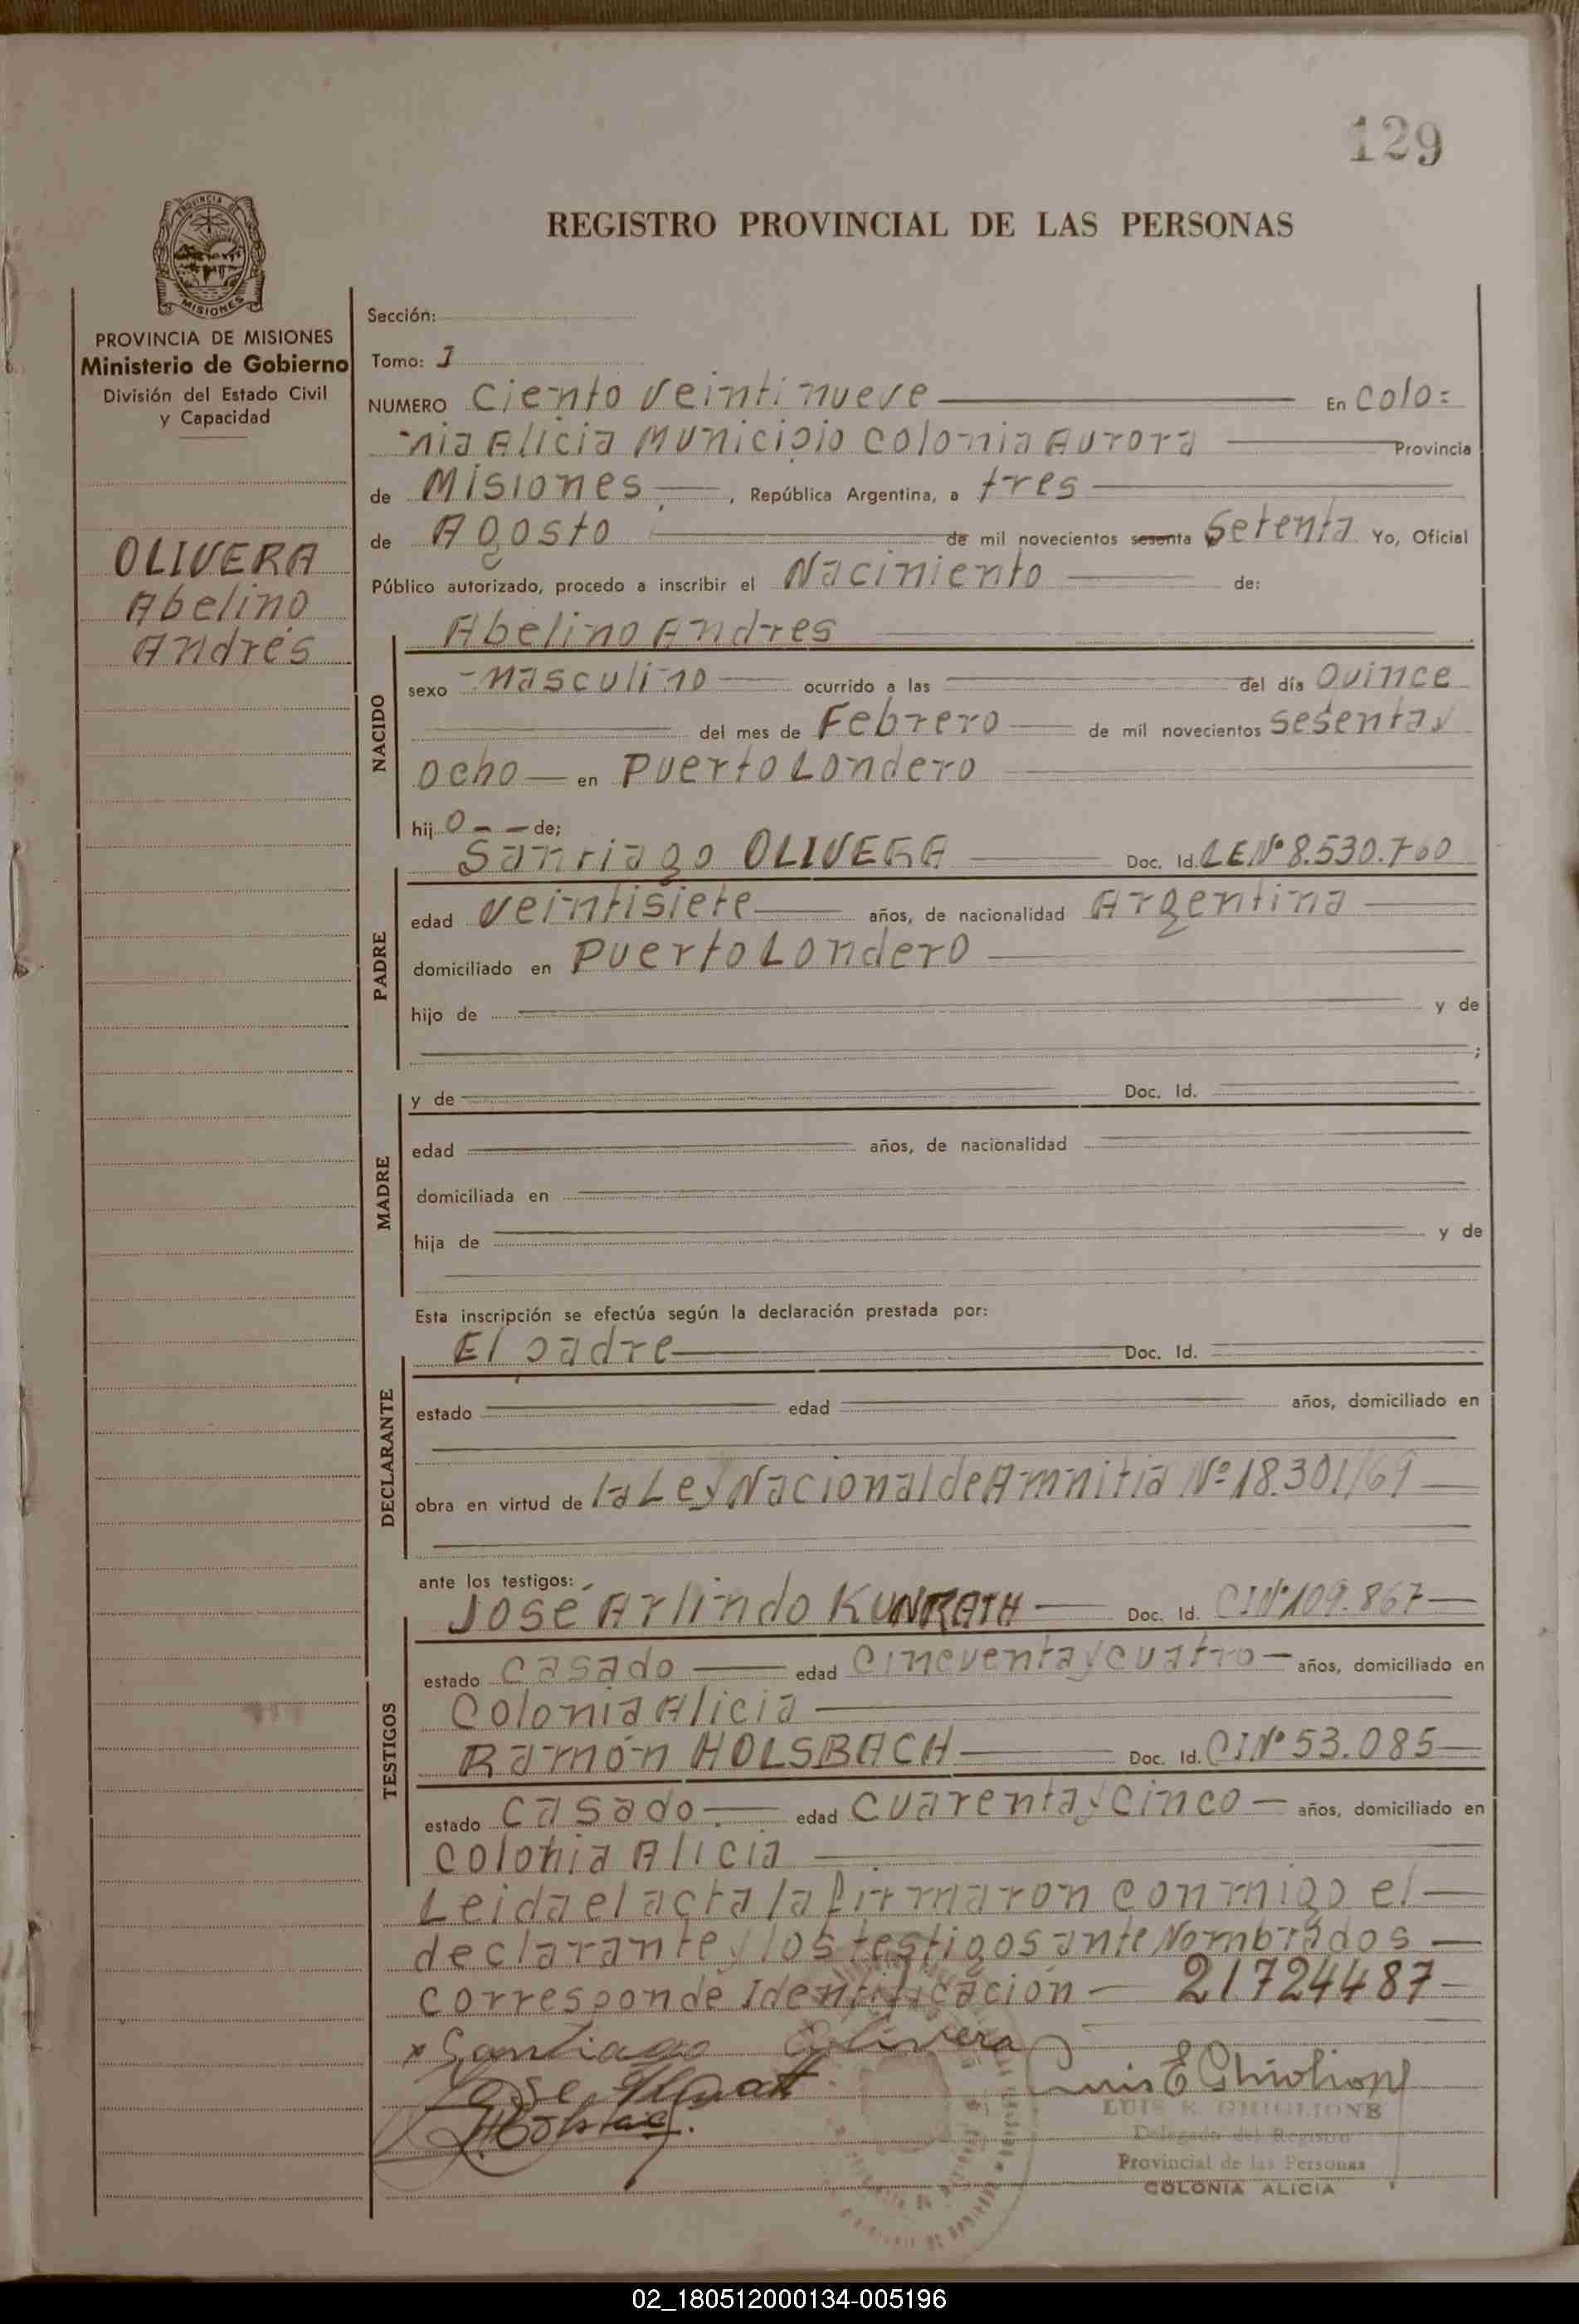 129
REGISTRO PROVINCIAL DE LAS PERSONAS
PROVINCIA DE
MISIONES
PROVINCIA DE MISIONES
Ministerio de Gobierno
División del Estado Civil
y Capacidad
OLIVERA
Abelino
Andrés
Sección:
Tomo: I
NUMERO Ciento veintinueve En Colo=
nia Alicia Municipio Colonia Aurora Provincia
de Misiones, República Argentina, a tres
de Agosto de mil novecientos sesenta Setenta Yo, Oficial
Público autorizado, procedo a inscribir el Naciniento de:
Abelino Andres
NACIDO
sexo masculino ocurrido a las del día Quince
del mes de Febrero de mil novecientos sesenta y
ocho en Puerto Londero
hijo de;
Santiago OLIVERA Doc. Id. LE Nº 8.530.760
PADRE
edad veintisiete años, de nacionalidad Argentina
domiciliado en Puerto Londero
hijo de y de
;
MADRE
y de Doc. Id.
edad años, de nacionalidad
domiciliada en
hija de y de
Esta inscripción se efectúa según la declaración prestada por:
El padre Doc. Id.
DECLARANTE
estado edad años, domiciliado en
obra en virtud de la Ley Nacional de Amnitia Nº 18.301/69
ante los testigos:
José Arlindo KUNRATH Doc. Id. CI Nº 109.867
TESTIGOS
estado casado edad Cincuenta y cuatro años, domiciliado en
Colonia Alicia
Ramón HOLSBACH Doc. Id. CI Nº 53.085
estado casado edad cuarenta y cinco años, domiciliado en
colonia Alicia
Leida el acta la firmaron conmigo el
declarante y los testigos ante Nombrados
corresponde Identificación 21724487
x Santiago Olivera
Luis E Ghiolione
LUIS E. GHIGLIONE
Delegado del Registro
Provincial de las Personas
COLONIA ALICIA
02_180512000134-005196